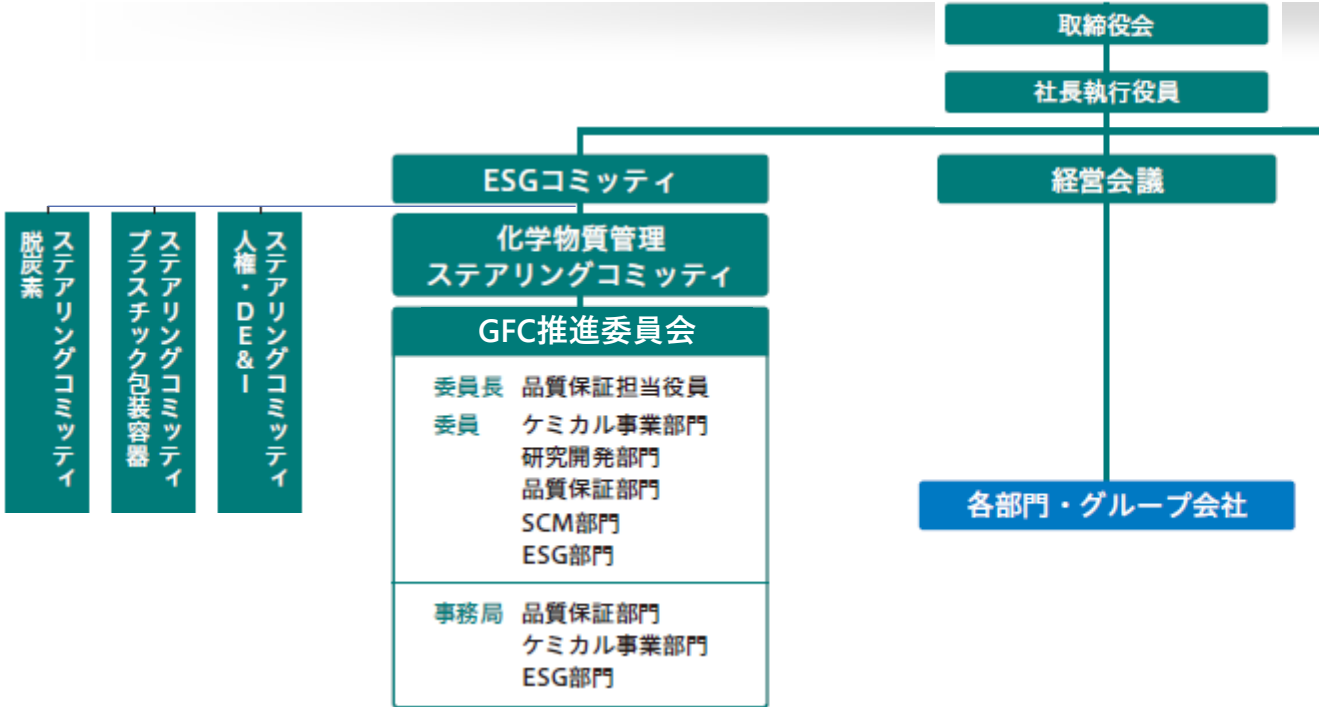 取締役会
社長執行役員
ESGコミッティ
経営会議
化学物質管理
ステアリングコミッティ
ステアリングコミッティ
脱炭素
ステアリングコミッティ
プラスチック包装容器
ステアリングコミッティ
人権・DE&I
GFC推進委員会
委員長 品質保証担当役員
委員 ケミカル事業部門
研究開発部門
品質保証部門
SCM部門
ESG部門
各部門・グループ会社
事務局 品質保証部門
ケミカル事業部門
ESG部門